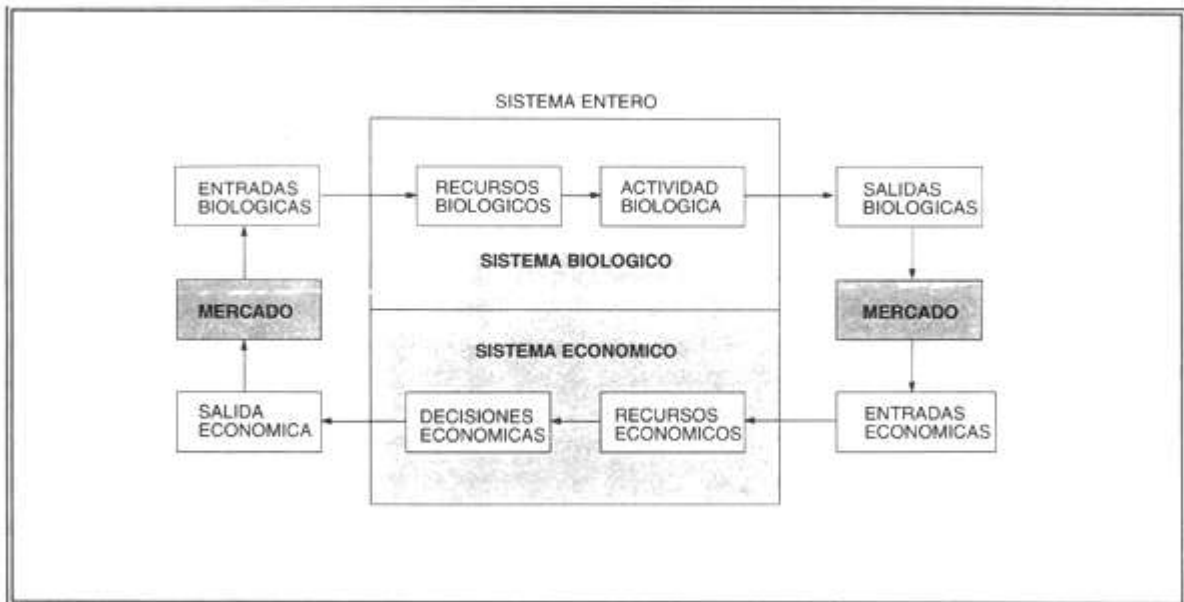 SISTEMA ENTERO
ENTRADAS
BIOLOGICAS
RECURSOS
BIOLOGICOS
ACTIVIDAD
BIOLOGICA
SALIDAS
BIOLOGICAS
SISTEMA BIOLOGICO
MERCADO
MERCADO
SISTEMA ECONOMICO
SALIDA
ECONOMICA
DECISIONES
ECONOMICAS
RECURSOS
ECONOMICOS
ENTRADAS
ECONOMICAS